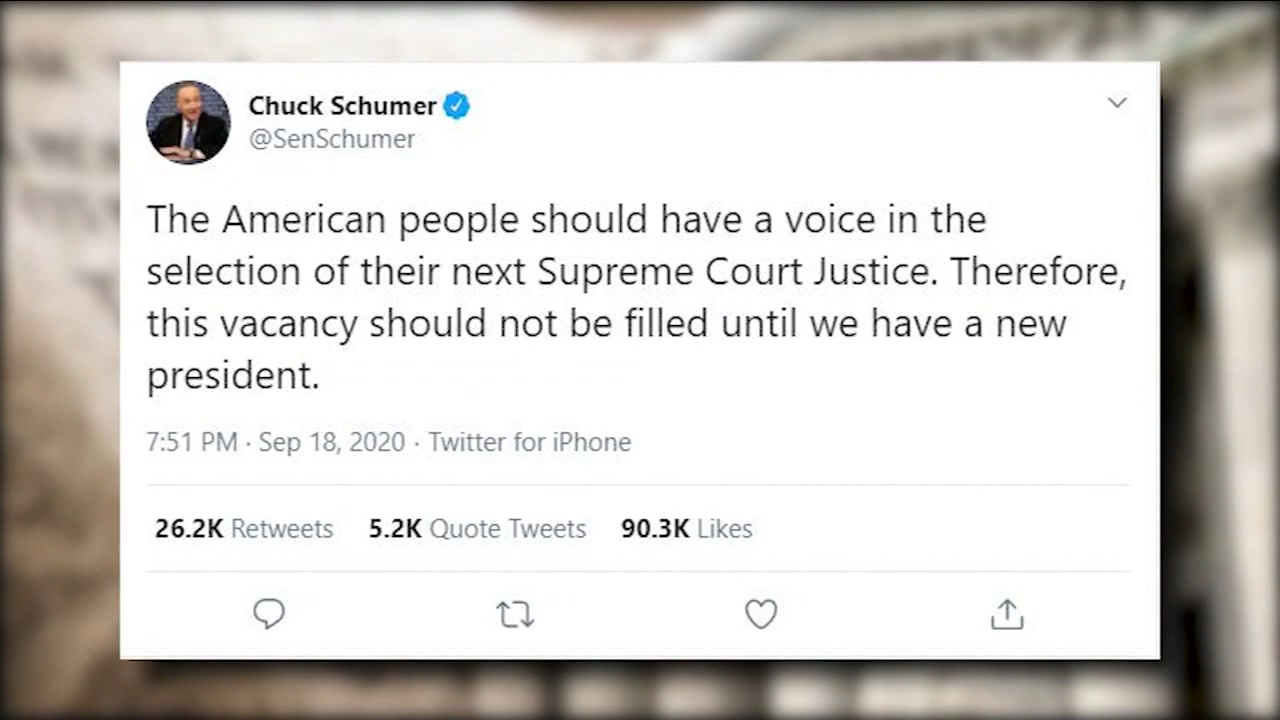 Chuck Schumer
@SenSchumer
The American people should have a voice in the
selection of their next Supreme Court Justice. Therefore,
this vacancy should not be filled until we have a new
president.
7:51 PM · Sep 18, 2020 · Twitter for iPhone
26.2K Retweets 5.2K Quote Tweets 90.3K Likes